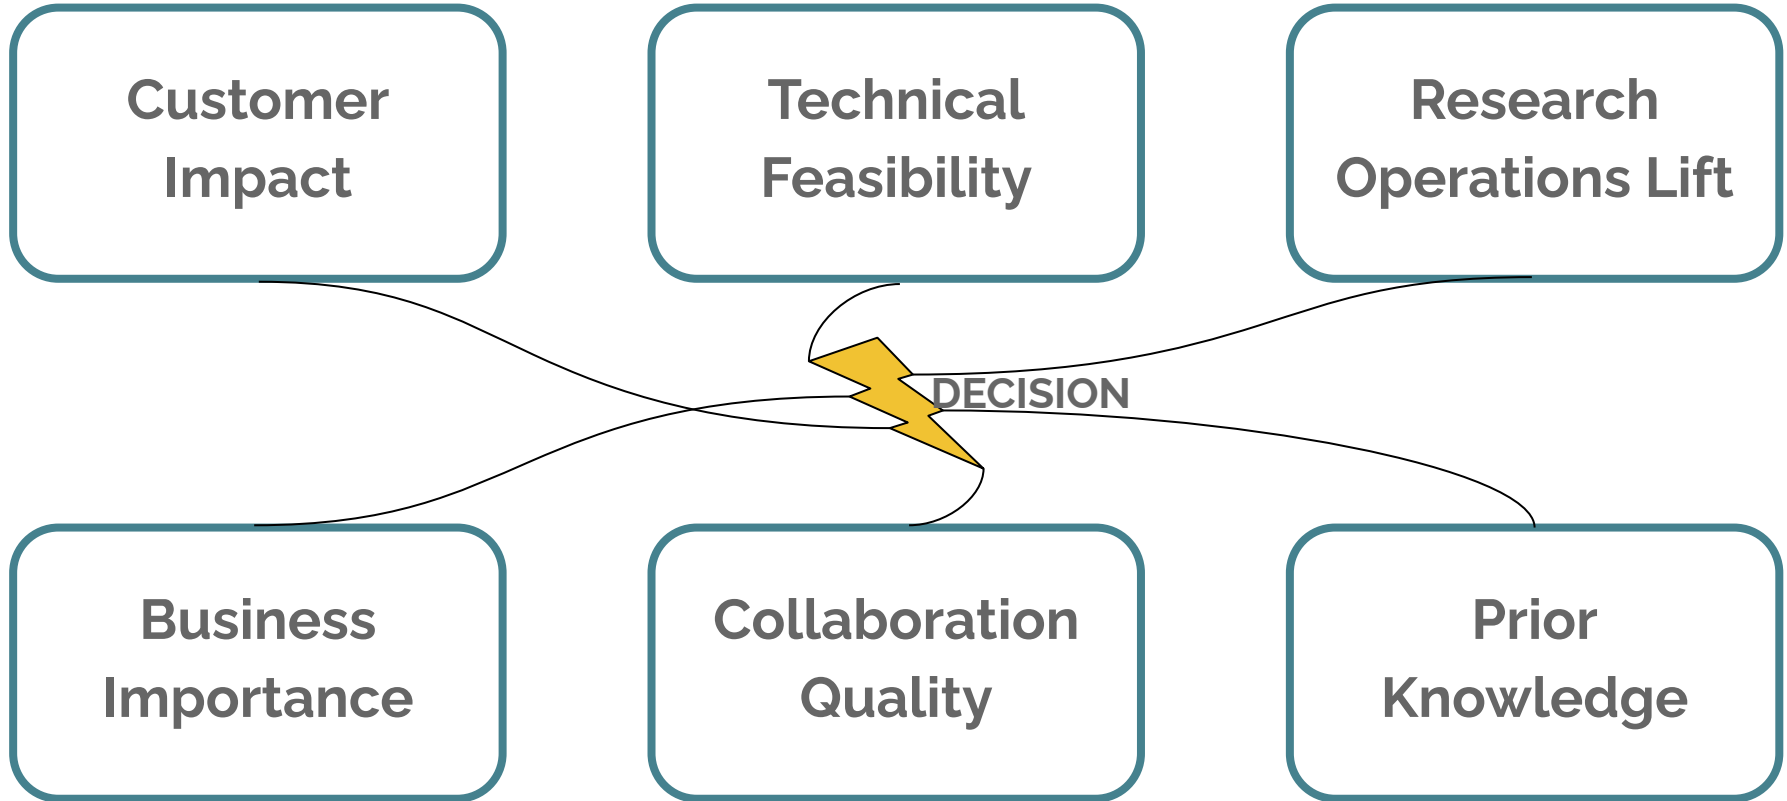 Customer
Impact
Technical
Feasibility
Research
Operations Lift
DECISION
Business
Importance
Collaboration
Quality
Prior
Knowledge